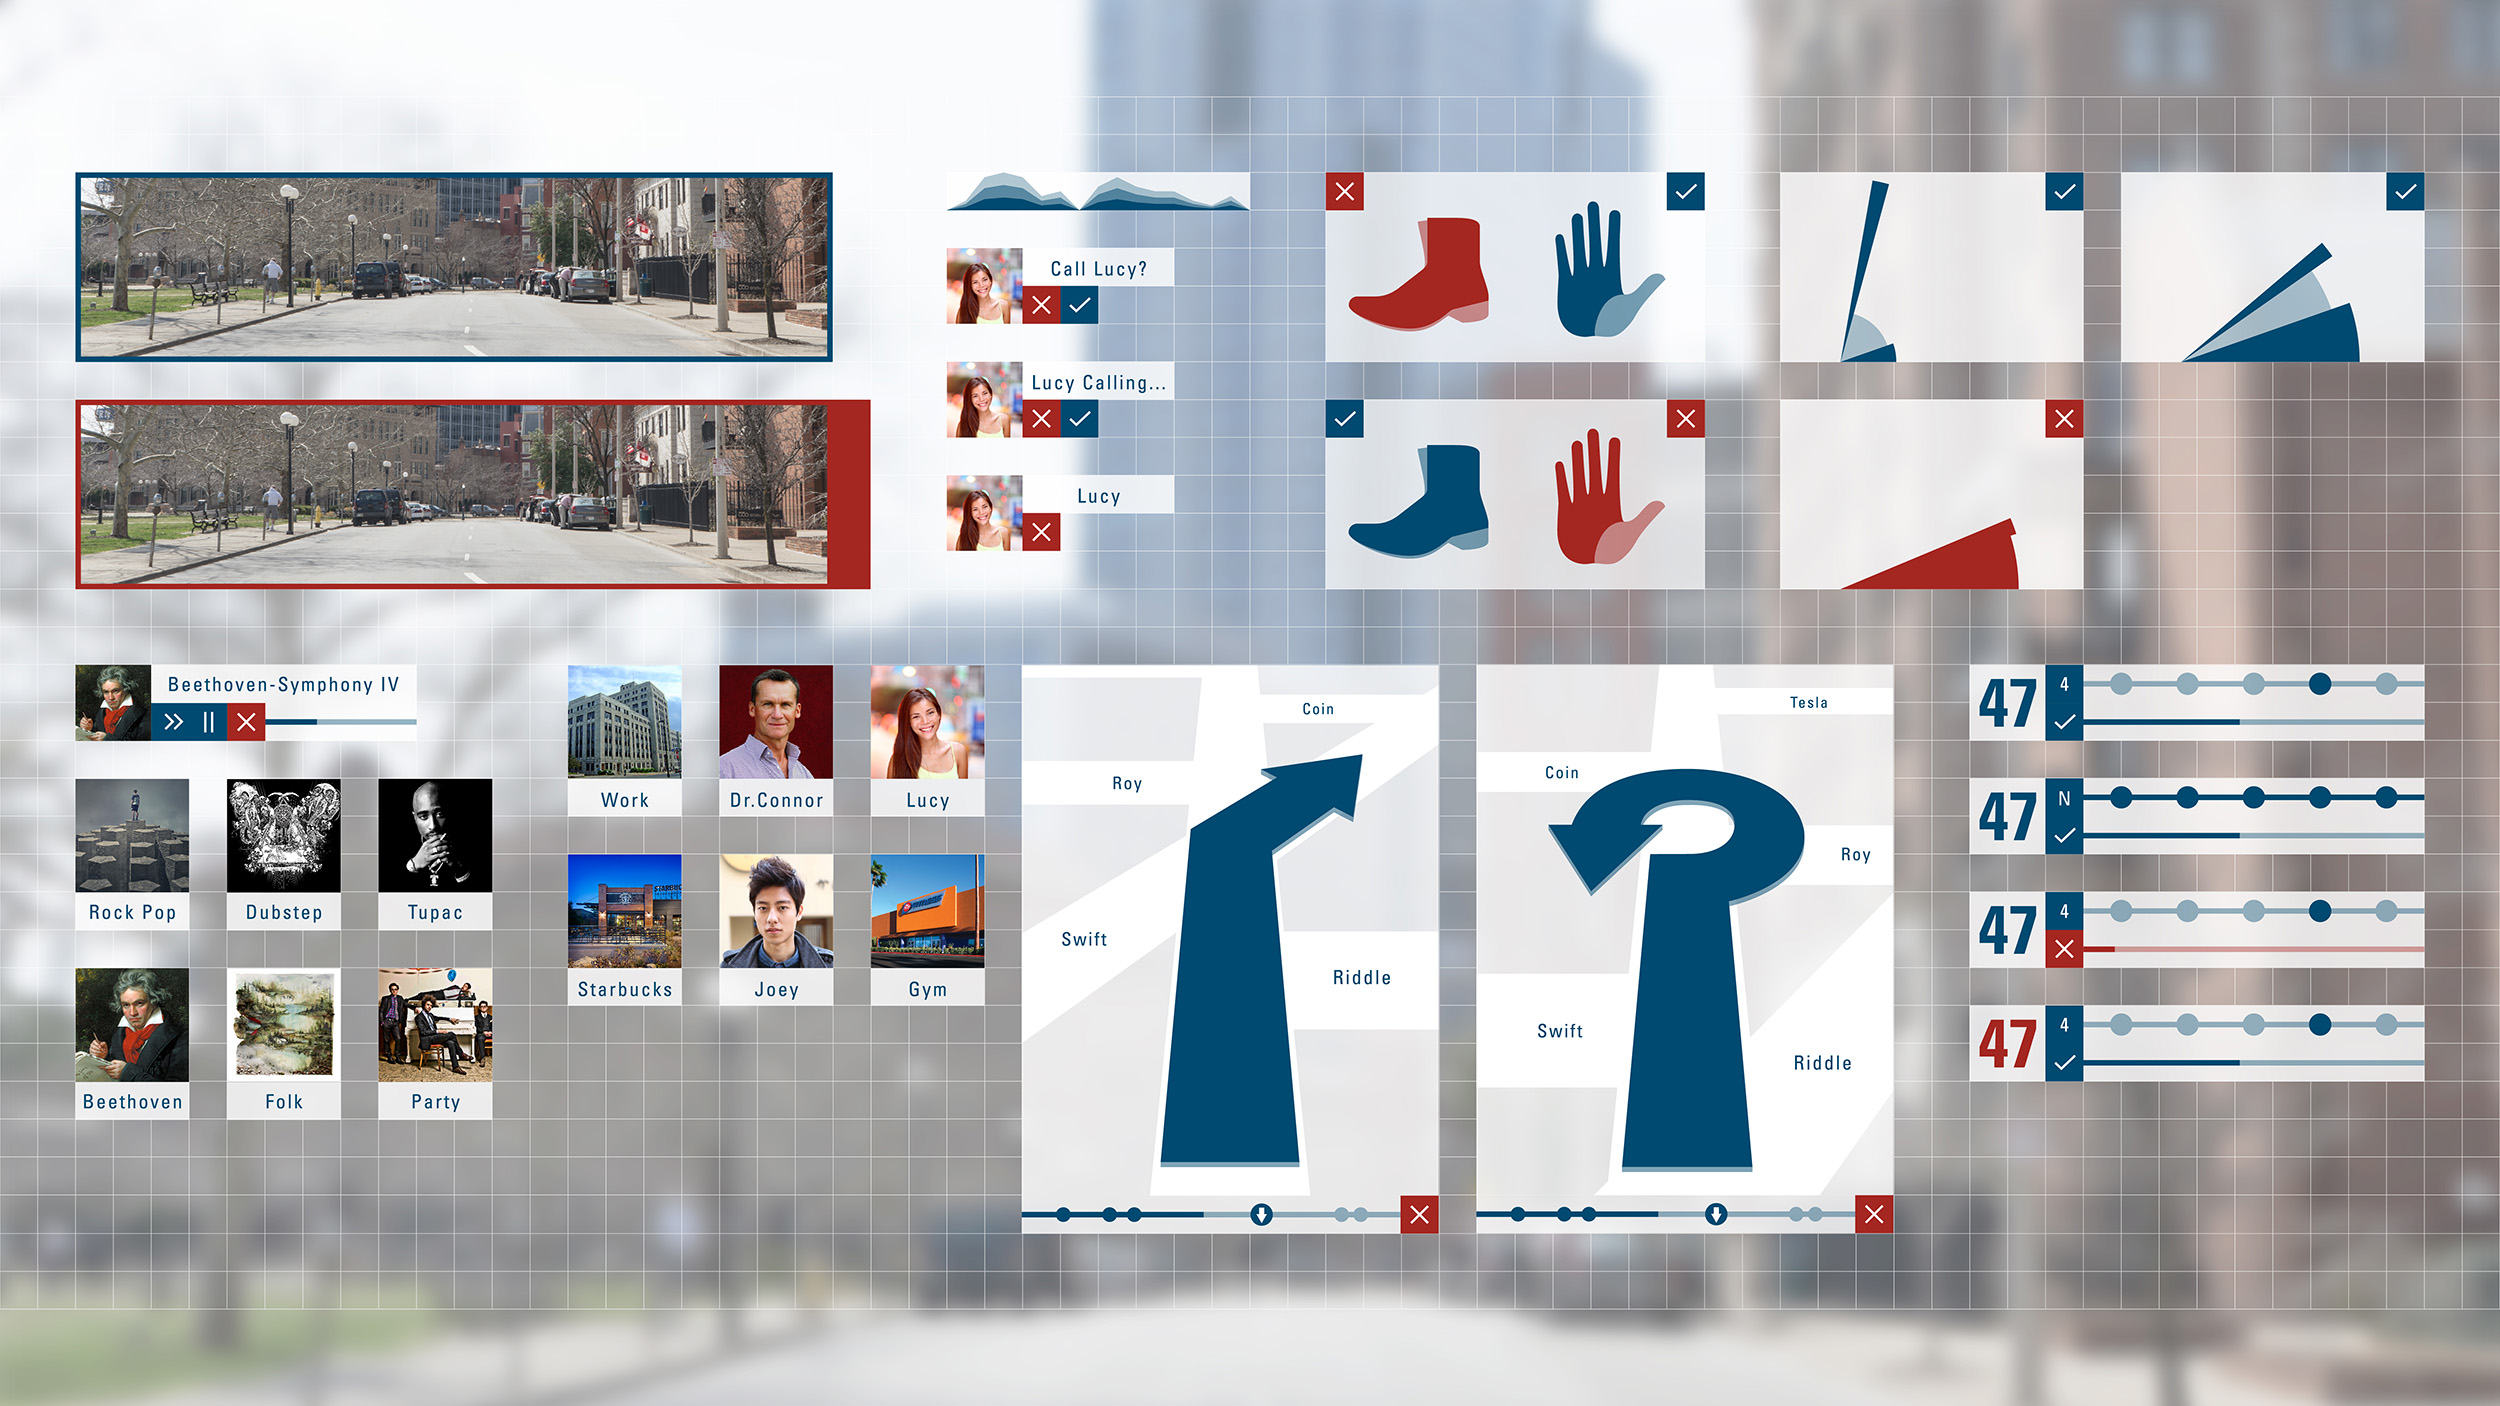 Call Lucy?
Lucy Calling...
Lucy
Beethoven-Symphony IV
Rock Pop
Dubstep
Tupac
Beethoven
Folk
Party
Work
Dr.Connor
Lucy
Starbucks
Joey
Gym
Coin
Roy
Swift
Riddle
Tesla
Coin
Roy
Swift
Riddle
47
4
47
N
47
4
47
4